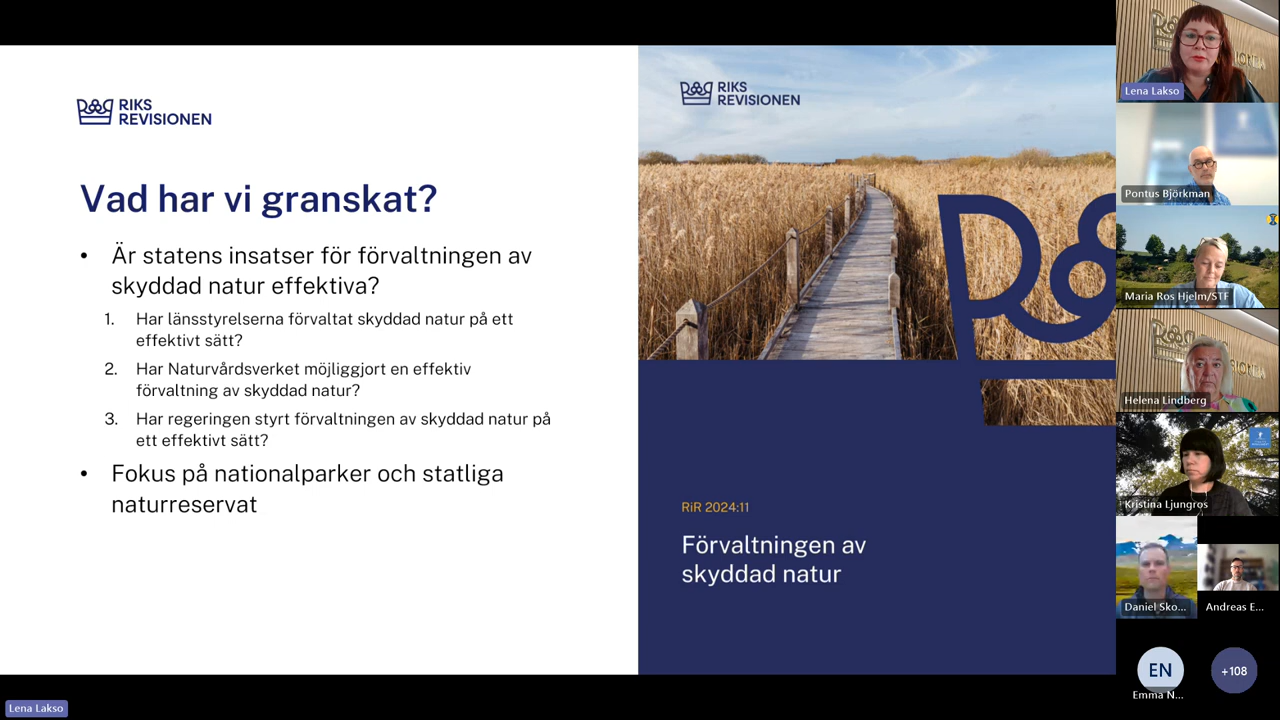 RIKS
REVISIONEN
Vad har vi granskat?
• Är statens insatser för förvaltningen av
skyddad natur effektiva?
1. Har länsstyrelserna förvaltat skyddad natur på ett
effektivt sätt?
2. Har Naturvårdsverket möjliggjort en effektiv
förvaltning av skyddad natur?
3. Har regeringen styrt förvaltningen av skyddad natur på
ett effektivt sätt?
• Fokus på nationalparker och statliga
naturreservat
RIKS
REVISIONEN
RiR 2024:11
Förvaltningen av
skyddad natur
Lena Lakso
Pontus Björkman
Maria Ros Hjelm/STF
Helena Lindberg
Kristina Ljungros
Daniel Sko...
Andreas E...
EN
Emma N...
+108
Lena Lakso